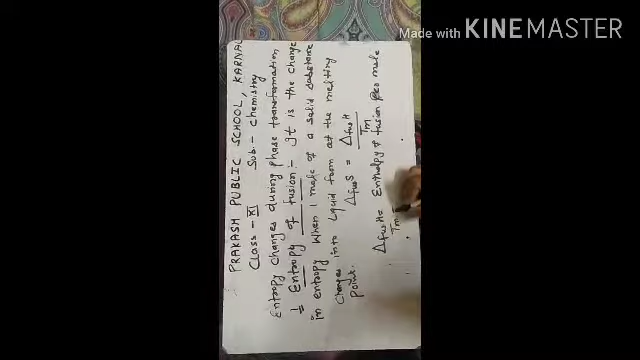 Made with KINEMASTER
PRAKASH PUBLIC SCHOOL, KARNAL
Class - XI Sub:- Chemistry
Entropy changes during phase transformation
1 Entropy of fusion:- It is the change
in entropy when 1 mole of a solid substance
changes into liquid form at the melting
point.
ΔfusS = ΔfusH / Tm
ΔfusH = Enthalpy of fusion per mole
Tm